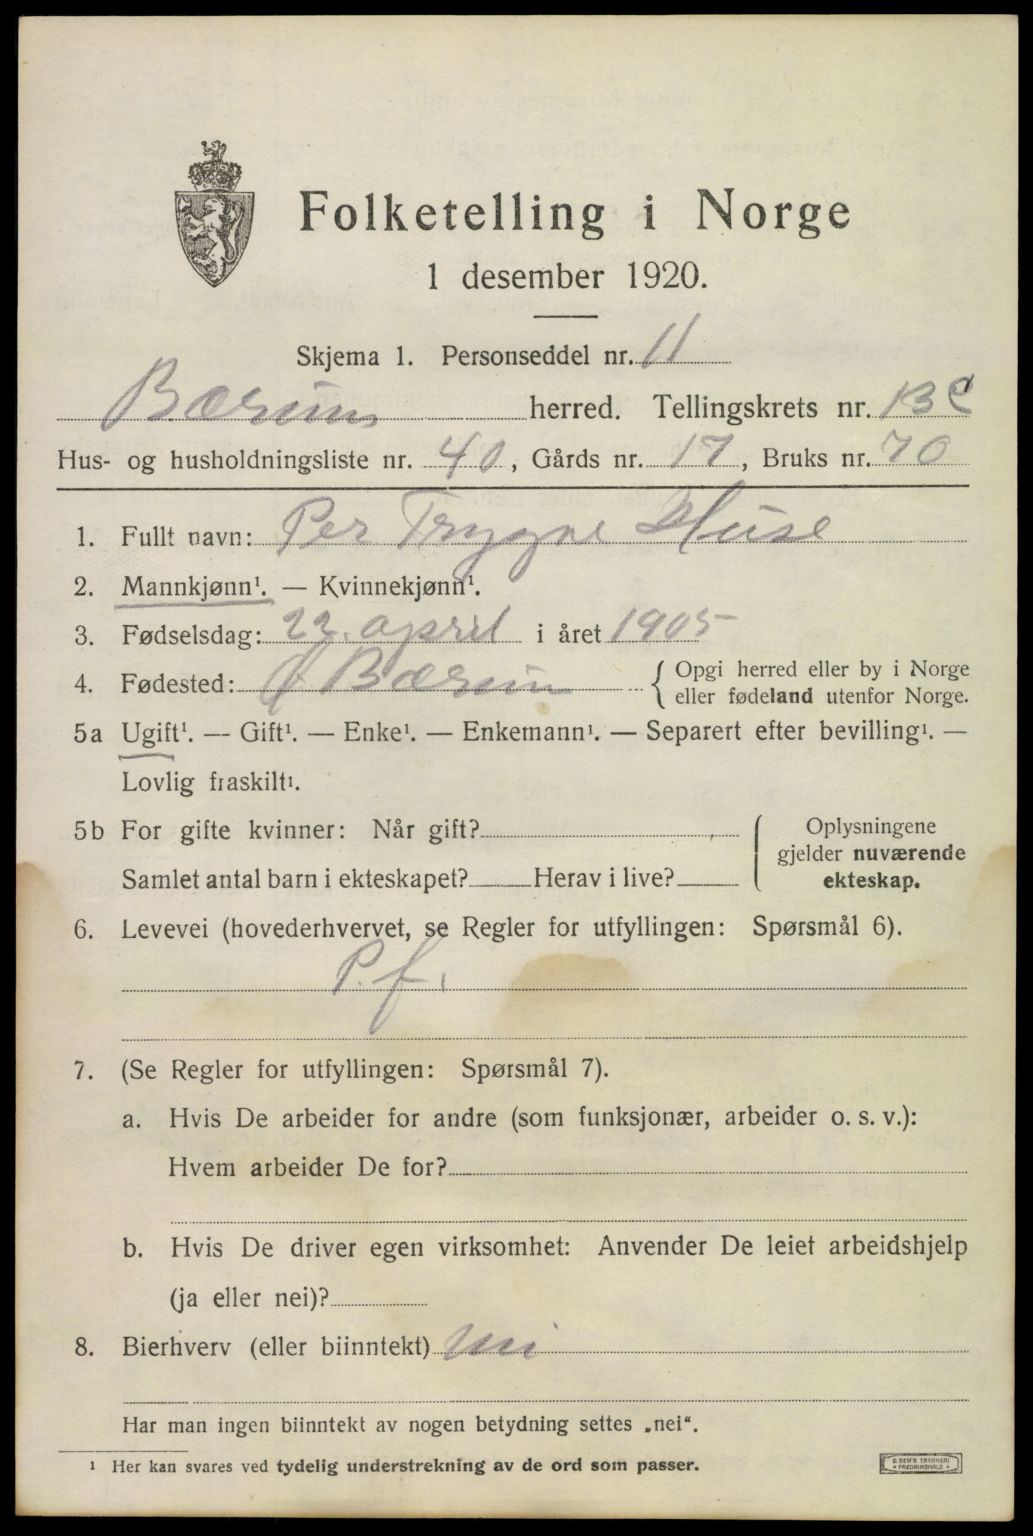 Folketelling i Norge
1 desember 1920.
Skjema 1. Personseddel nr. 11
Bærum herred. Tellingskrets nr. 13 c
Hus- og husholdningsliste nr. 40, Gårds nr. 17, Bruks nr. 70
1. Fullt navn: Per Trygve Huse
2. Mannkjønn¹. — Kvinnekjønn¹.
3. Fødselsdag: 22. april i året 1905
4. Fødested: Bærum { Opgi herred eller by i Norge
eller fødeland utenfor Norge.
5a Ugift¹. — Gift¹. — Enke¹. — Enkemann¹. — Separert efter bevilling¹. —
Lovlig fraskilt¹.
5b For gifte kvinner: Når gift?
Samlet antal barn i ekteskapet? Herav i live?
{ Oplysningene
gjelder nuværende
ekteskap.
6. Levevei (hovederhvervet, se Regler for utfyllingen: Spørsmål 6).
P. f.
7. (Se Regler for utfyllingen: Spørsmål 7).
a. Hvis De arbeider for andre (som funksjonær, arbeider o. s. v.):
Hvem arbeider De for?
b. Hvis De driver egen virksomhet: Anvender De leiet arbeidshjelp
(ja eller nei)?
8. Bierhverv (eller biinntekt) nei
Har man ingen biinntekt av nogen betydning settes „nei“.
¹ Her kan svares ved tydelig understrekning av de ord som passer.
E. SEM'S TRYKKERI
FREDRIKSHALD